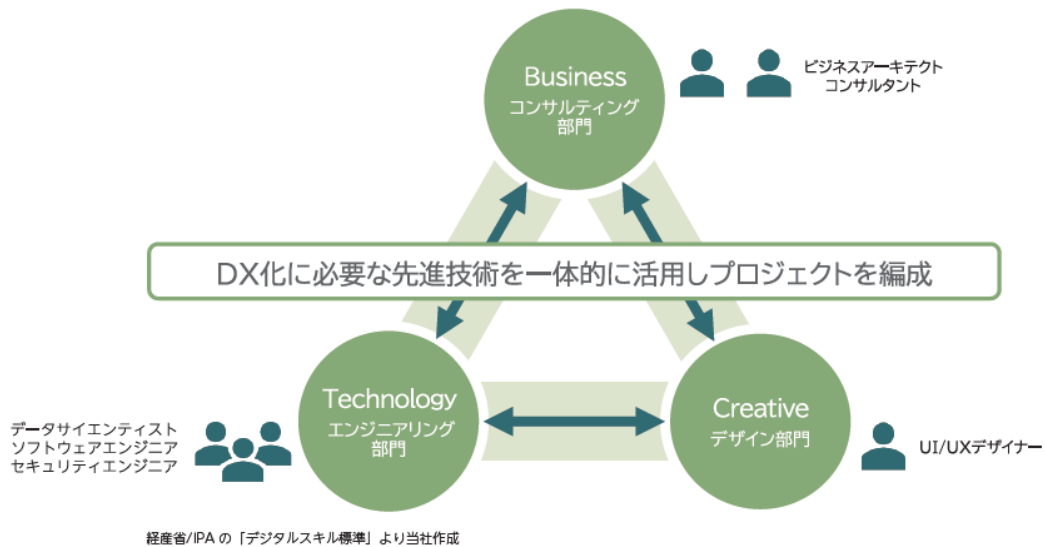 Business
コンサルティング
部門
ビジネスアーキテクト
コンサルタント
DX化に必要な先進技術を一体的に活用しプロジェクトを編成
Technology
エンジニアリング
部門
データサイエンティスト
ソフトウェアエンジニア
セキュリティエンジニア
Creative
デザイン部門
UI/UXデザイナー
経産省/IPA の「デジタルスキル標準」より当社作成